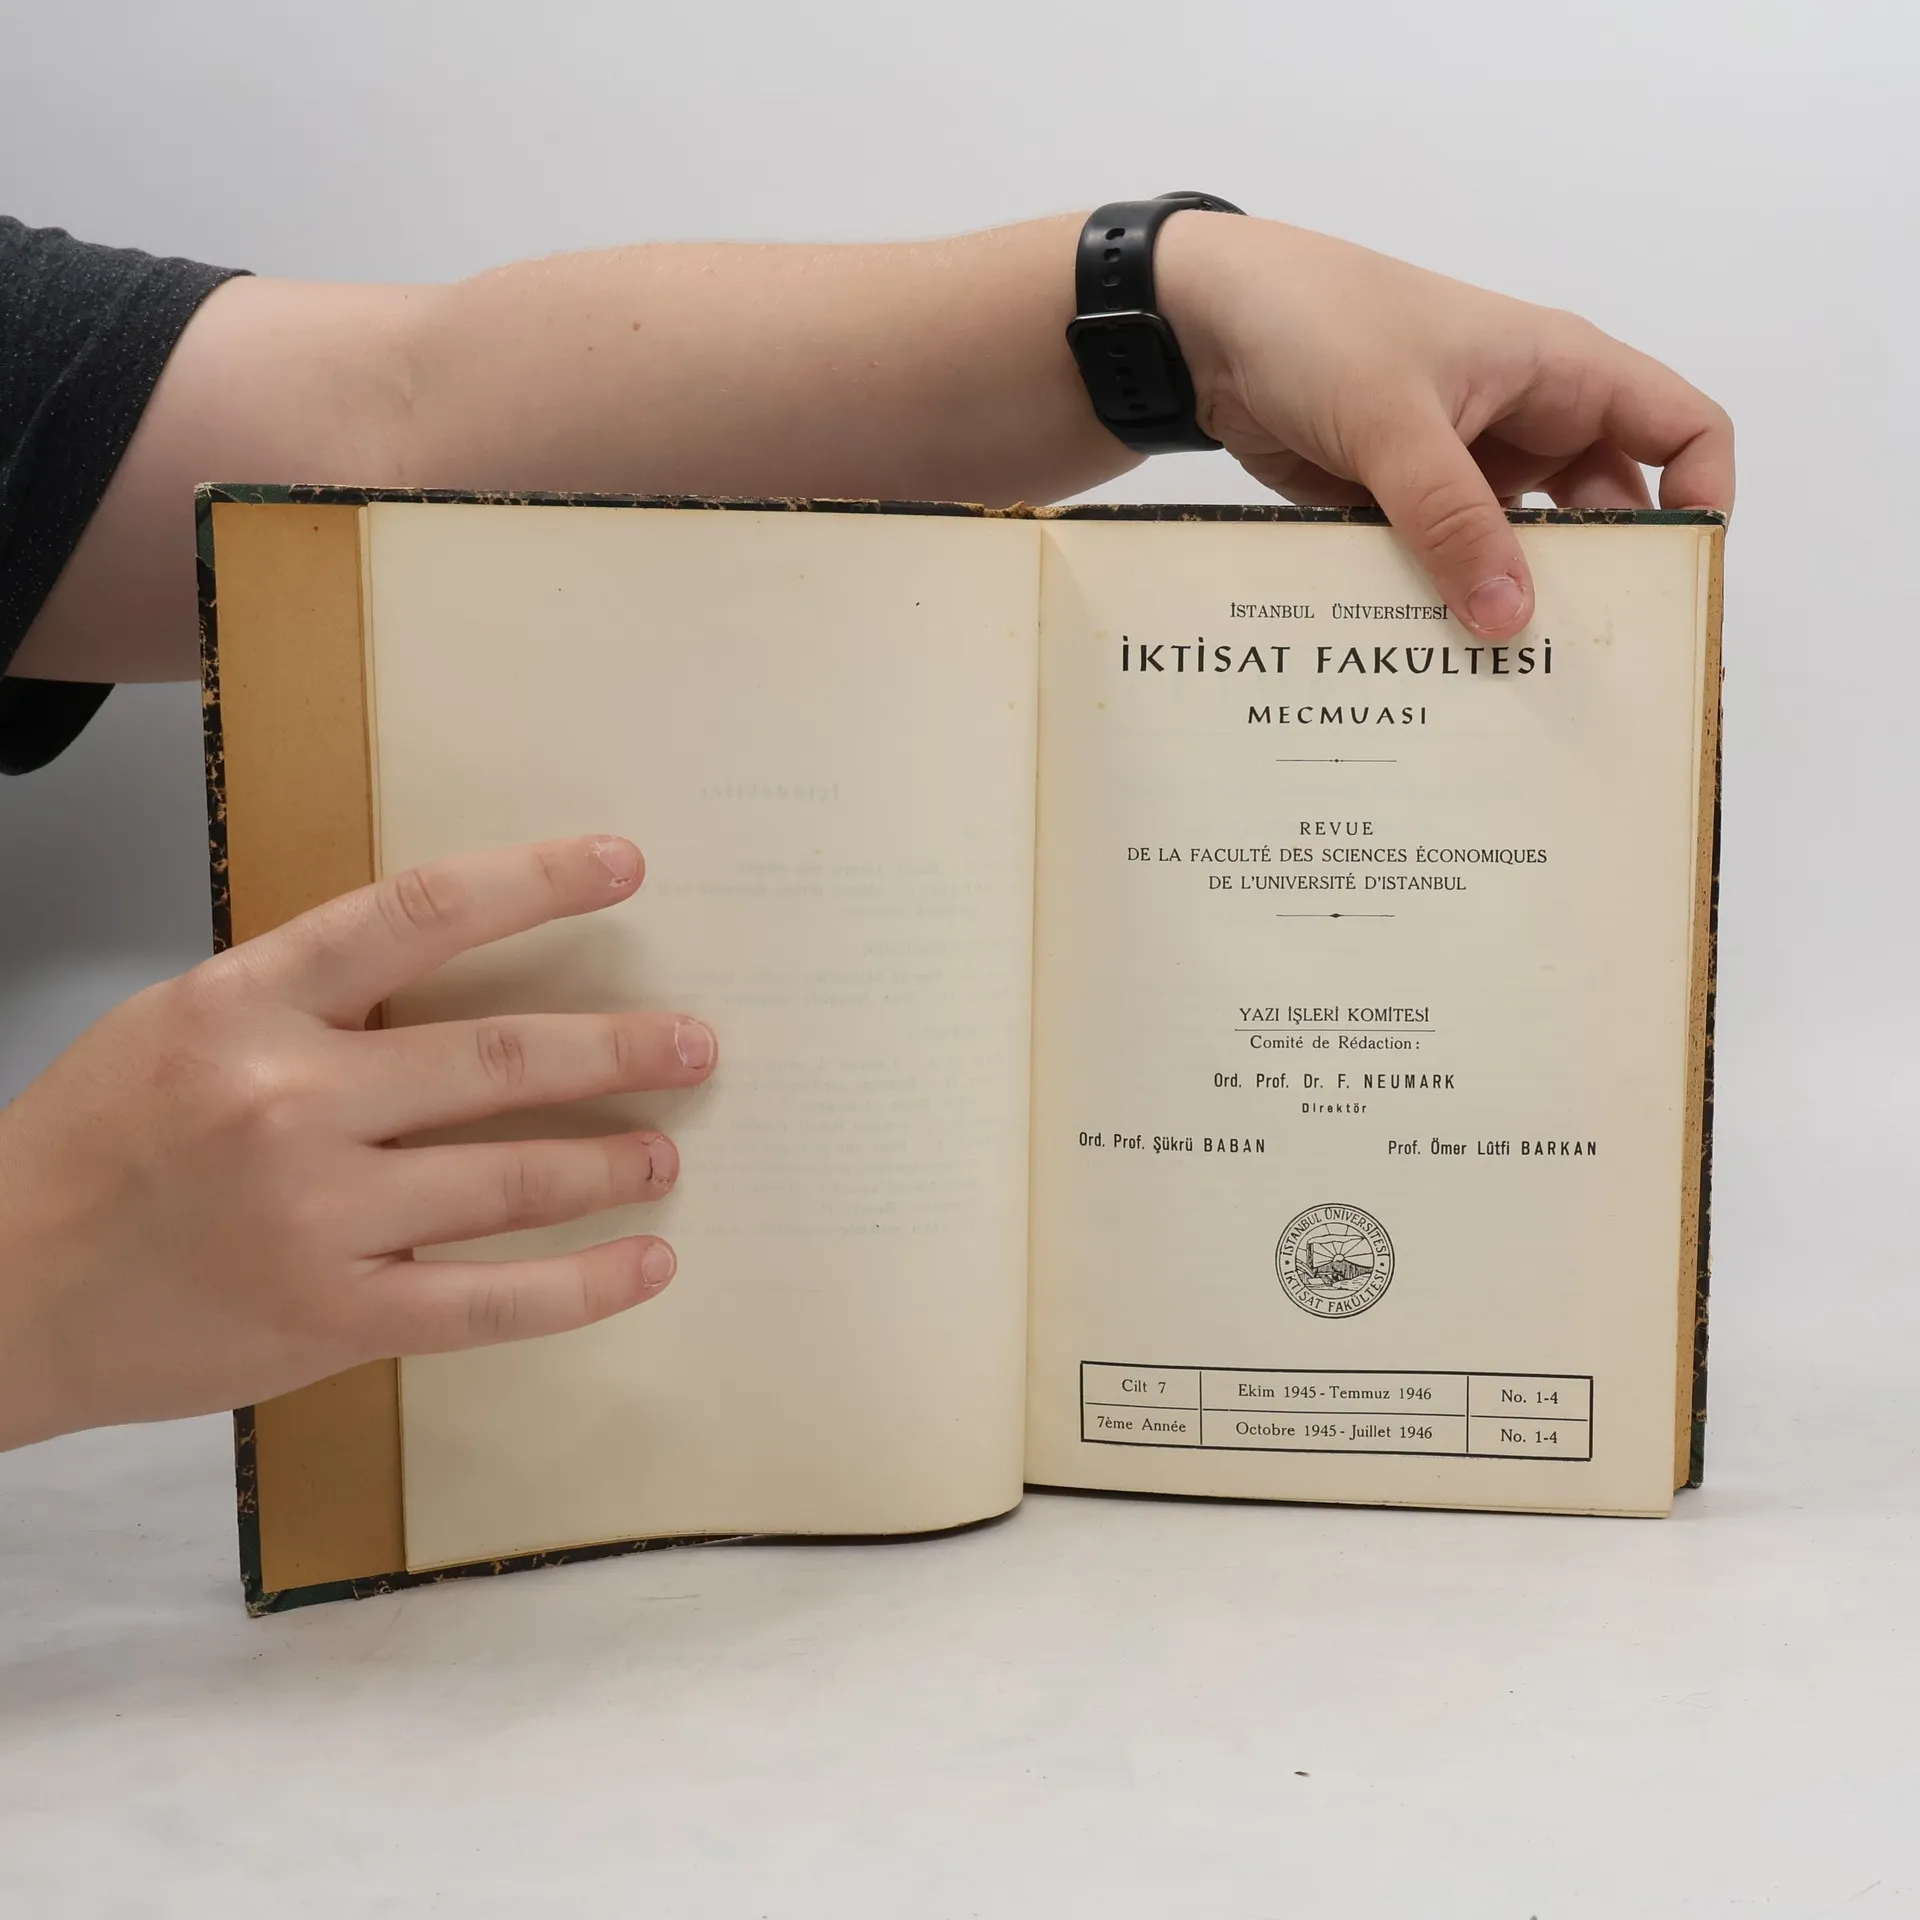 İSTANBUL ÜNİVERSİTESİ
İKTİSAT FAKÜLTESİ
MECMUASI
REVUE
DE LA FACULTÉ DES SCIENCES ÉCONOMIQUES
DE L'UNIVERSITÉ D'ISTANBUL
YAZI İŞLERİ KOMİTESİ
Comité de Rédaction:
Ord. Prof. Dr. F. NEUMARK
Direktör
Ord. Prof. Şükrü BABAN
Prof. Ömer Lûtfi BARKAN
İSTANBUL ÜNİVERSİTESİ
İKTİSAT FAKÜLTESİ
Cilt 7 Ekim 1945 - Temmuz 1946 No. 1-4
7ème Année Octobre 1945 - Juillet 1946 No. 1-4